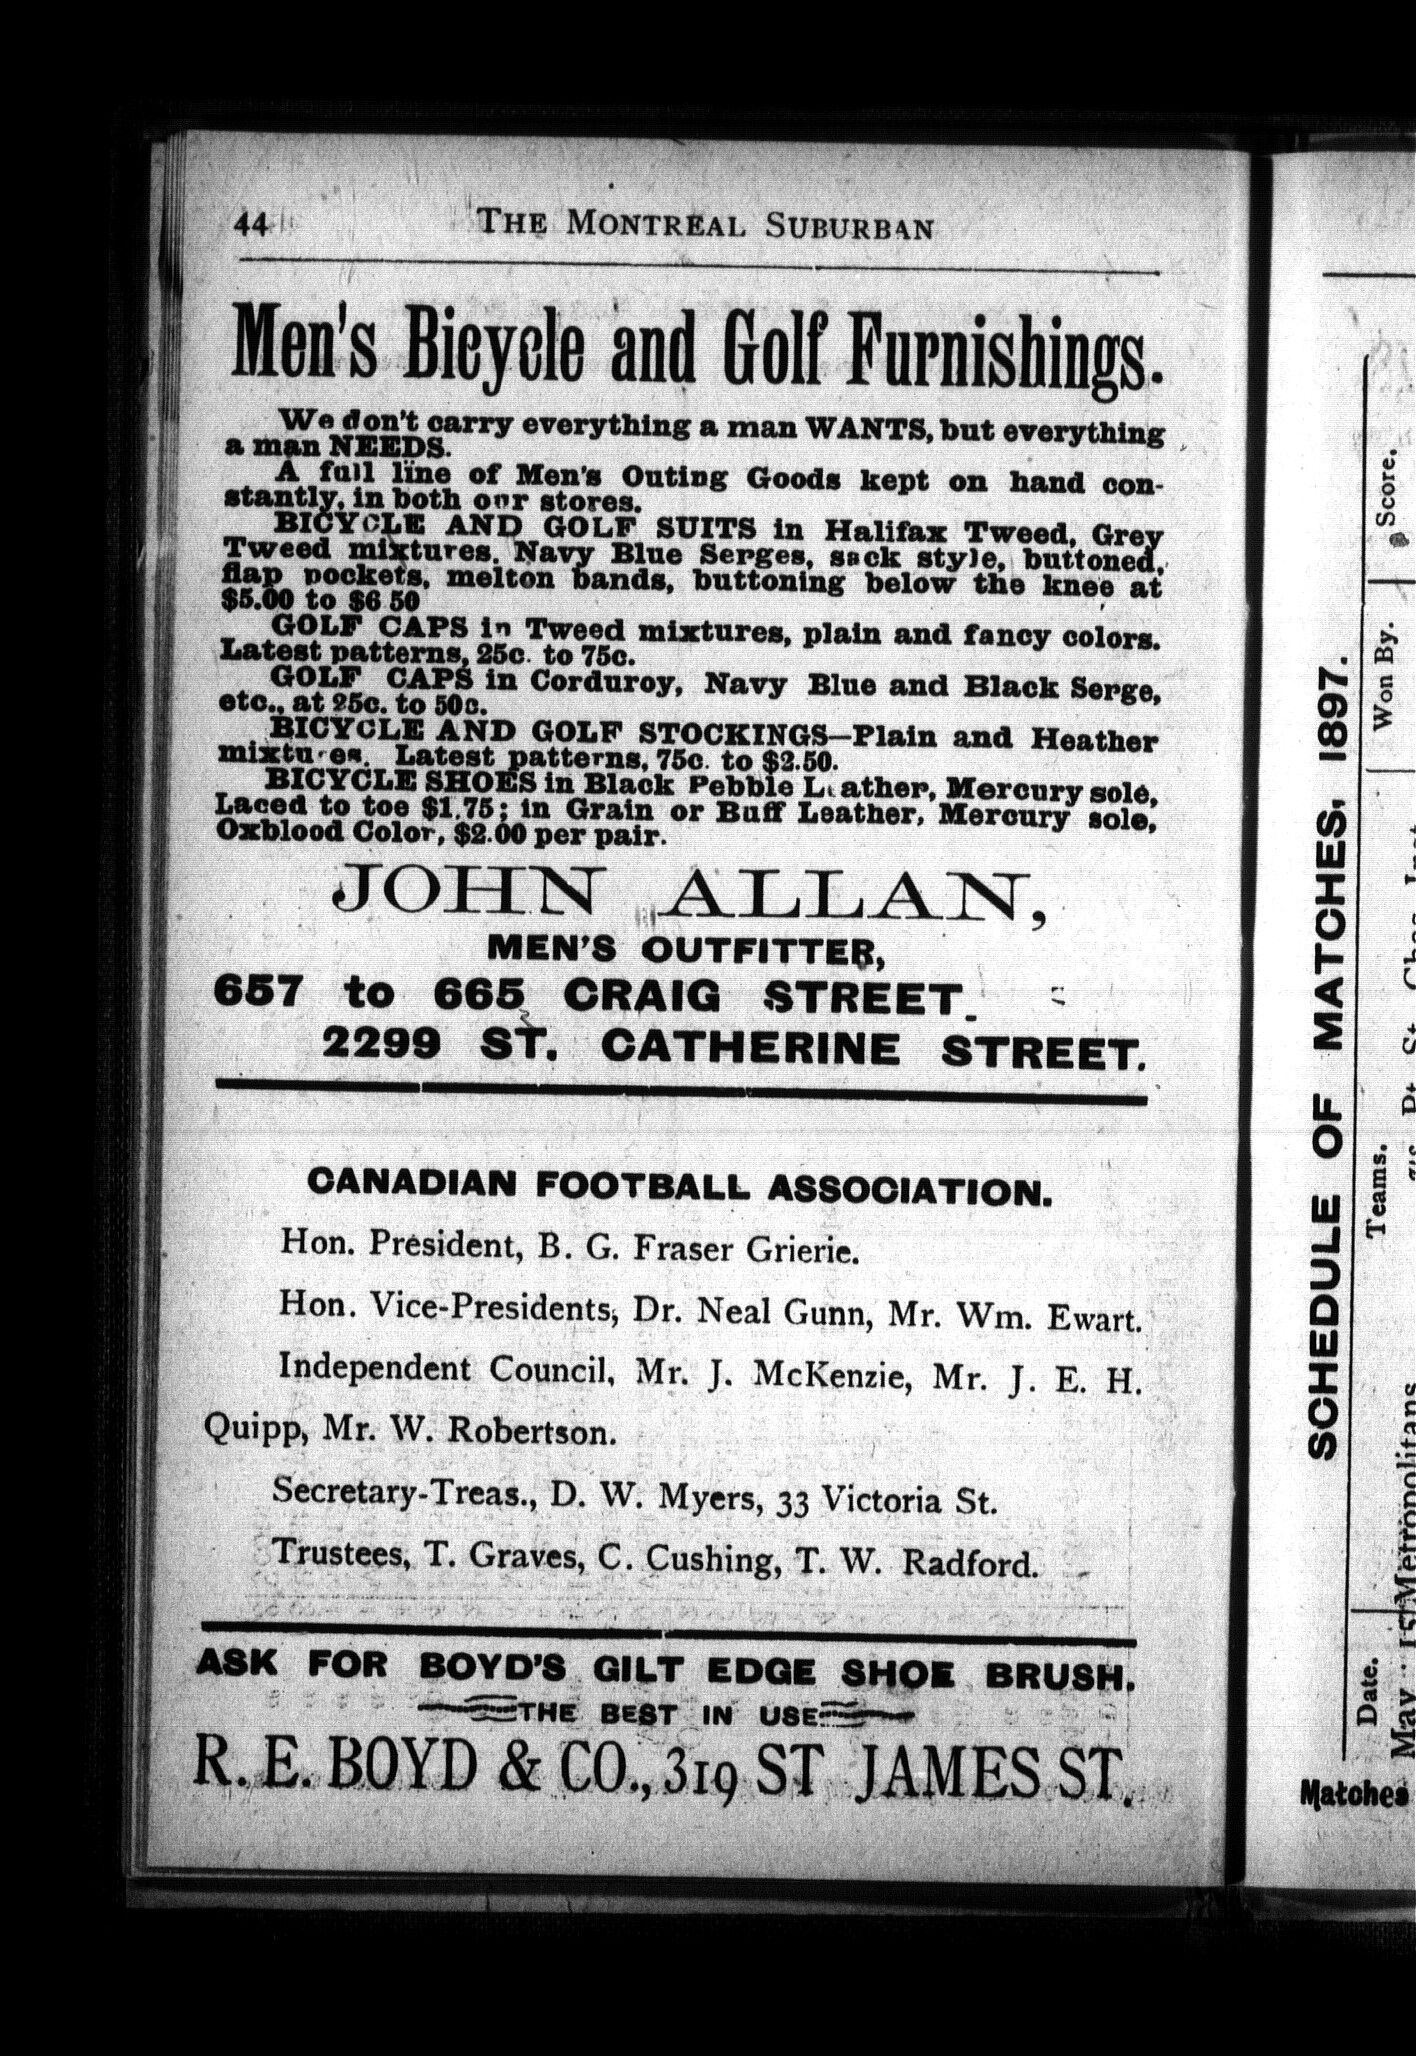 44
THE MONTREAL SUBURBAN
Men's Bicycle and Golf Furnishings.
We don't carry everything a man WANTS, but everything
a man NEEDS.
A full line of Men's Outing Goods kept on hand con-
stantly, in both our stores.
BICYCLE AND GOLF SUITS in Halifax Tweed, Grey
Tweed mixtures, Navy Blue Serges, sack style, buttoned,
flap pockets, melton bands, buttoning below the knee at
$5.00 to $6 50
GOLF CAPS in Tweed mixtures, plain and fancy colors.
Latest patterns, 25c. to 75c.
GOLF CAPS in Corduroy, Navy Blue and Black Serge,
etc., at 25c. to 50c.
BICYCLE AND GOLF STOCKINGS—Plain and Heather
mixtures. Latest patterns, 75c. to $2.50.
BICYCLE SHOES in Black Pebble Leather, Mercury sole,
Laced to toe $1.75; in Grain or Buff Leather, Mercury sole,
Oxblood Color, $2.00 per pair.
JOHN ALLAN,
MEN'S OUTFITTER,
657 to 665 CRAIG STREET
2299 ST. CATHERINE STREET.
CANADIAN FOOTBALL ASSOCIATION.
Hon. President, B. G. Fraser Grierie.
Hon. Vice-Presidents, Dr. Neal Gunn, Mr. Wm. Ewart.
Independent Council, Mr. J. McKenzie, Mr. J. E. H.
Quipp, Mr. W. Robertson.
Secretary-Treas., D. W. Myers, 33 Victoria St.
Trustees, T. Graves, C. Cushing, T. W. Radford.
ASK FOR BOYD'S GILT EDGE SHOE BRUSH.
THE BEST IN USE
R. E. BOYD & CO., 319 ST JAMES ST.
SCHEDULE OF MATCHES, 1897.
Date. Teams. Won By. Score.
May 15 Metropolitans
Matches